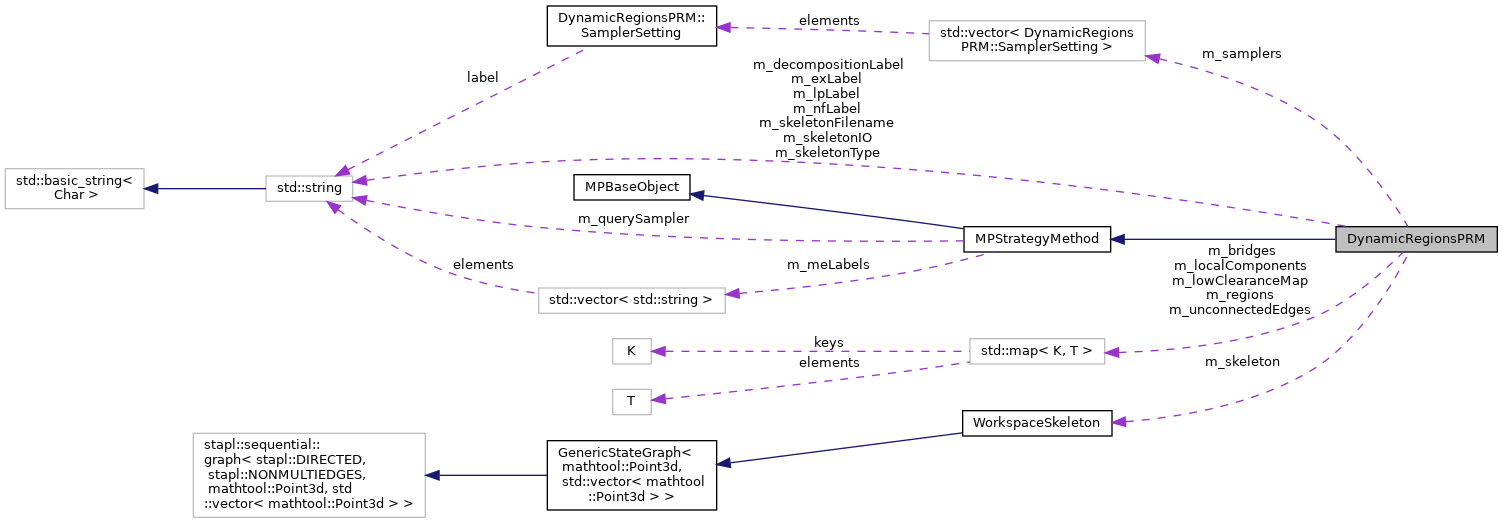 DynamicRegionsPRM::
SamplerSetting
elements
std::vector< DynamicRegions
PRM::SamplerSetting >
m_samplers
label
m_decompositionLabel
m_exLabel
m_lpLabel
m_nfLabel
m_skeletonFilename
m_skeletonIO
m_skeletonType
std::basic_string<
Char >
std::string
MPBaseObject
m_querySampler
MPStrategyMethod
DynamicRegionsPRM
elements
m_meLabels
std::vector< std::string >
m_bridges
m_localComponents
m_lowClearanceMap
m_regions
m_unconnectedEdges
K
keys
std::map< K, T >
elements
T
m_skeleton
WorkspaceSkeleton
stapl::sequential::
graph< stapl::DIRECTED,
stapl::NONMULTIEDGES,
mathtool::Point3d, std
::vector< mathtool::Point3d > >
GenericStateGraph<
mathtool::Point3d,
std::vector< mathtool
::Point3d > >